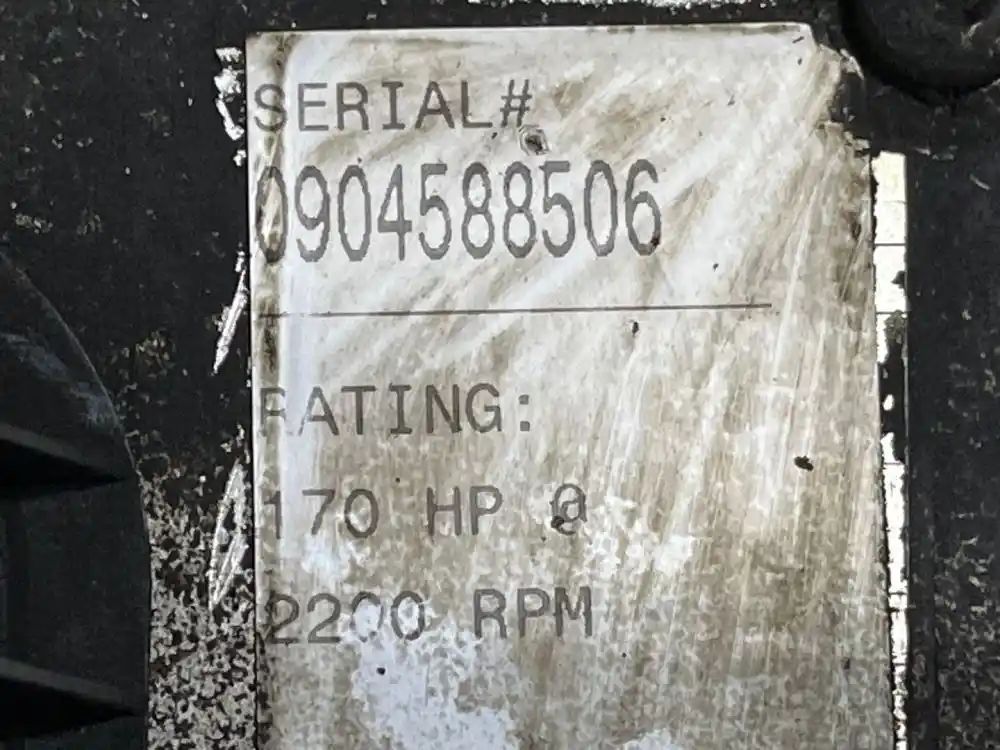 SERIAL#
0904588506
RATING:
170 HP @
2200 RPM